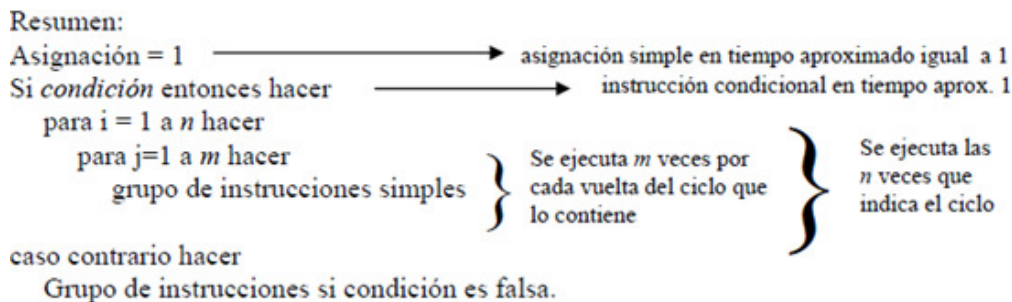 Resumen:
Asignación = 1 asignación simple en tiempo aproximado igual a 1
Si condición entonces hacer instrucción condicional en tiempo aprox. 1
para i = 1 a n hacer
para j=1 a m hacer
grupo de instrucciones simples
Se ejecuta m veces por
cada vuelta del ciclo que
lo contiene
Se ejecuta las
n veces que
indica el ciclo
caso contrario hacer
Grupo de instrucciones si condición es falsa.